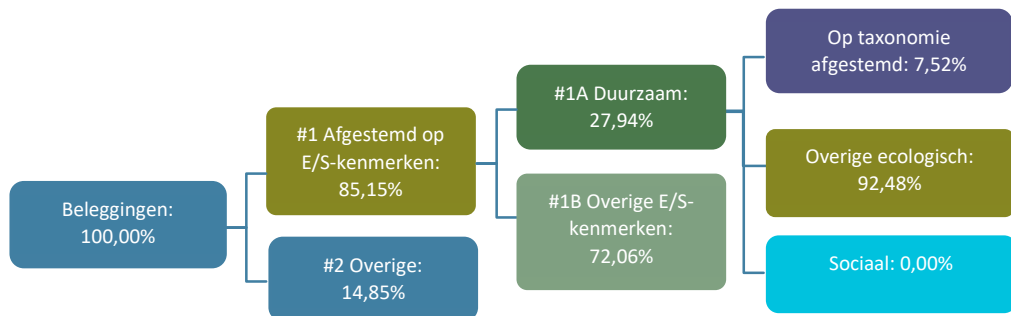 Beleggingen:
100,00%
#1 Afgestemd op
E/S-kenmerken:
85,15%
#2 Overige:
14,85%
#1A Duurzaam:
27,94%
#1B Overige E/S-
kenmerken:
72,06%
Op taxonomie
afgestemd: 7,52%
Overige ecologisch:
92,48%
Sociaal: 0,00%